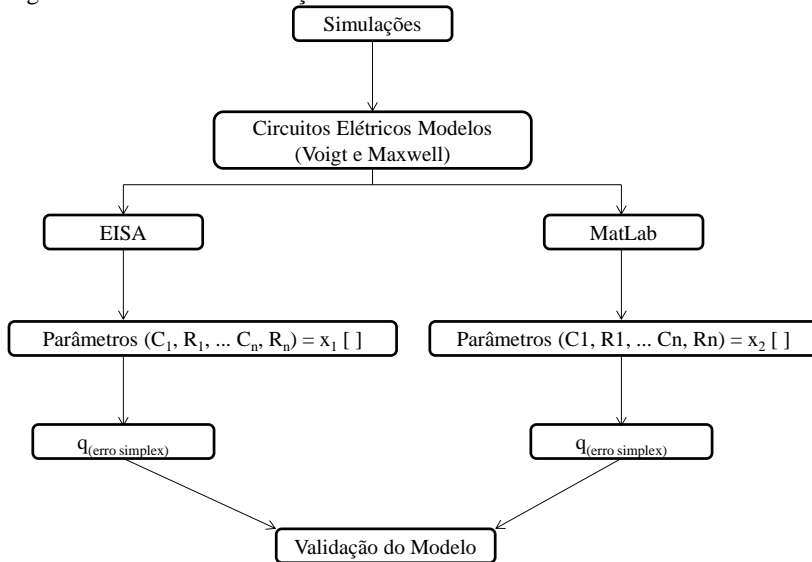 Simulações
Circuitos Elétricos Modelos
(Voigt e Maxwell)
EISA
MatLab
Parâmetros (C₁, R₁, ... Cₙ, Rₙ) = x₁ [ ]
Parâmetros (C1, R1, ... Cn, Rn) = x₂ [ ]
q(erro simplex)
q(erro simplex)
Validação do Modelo